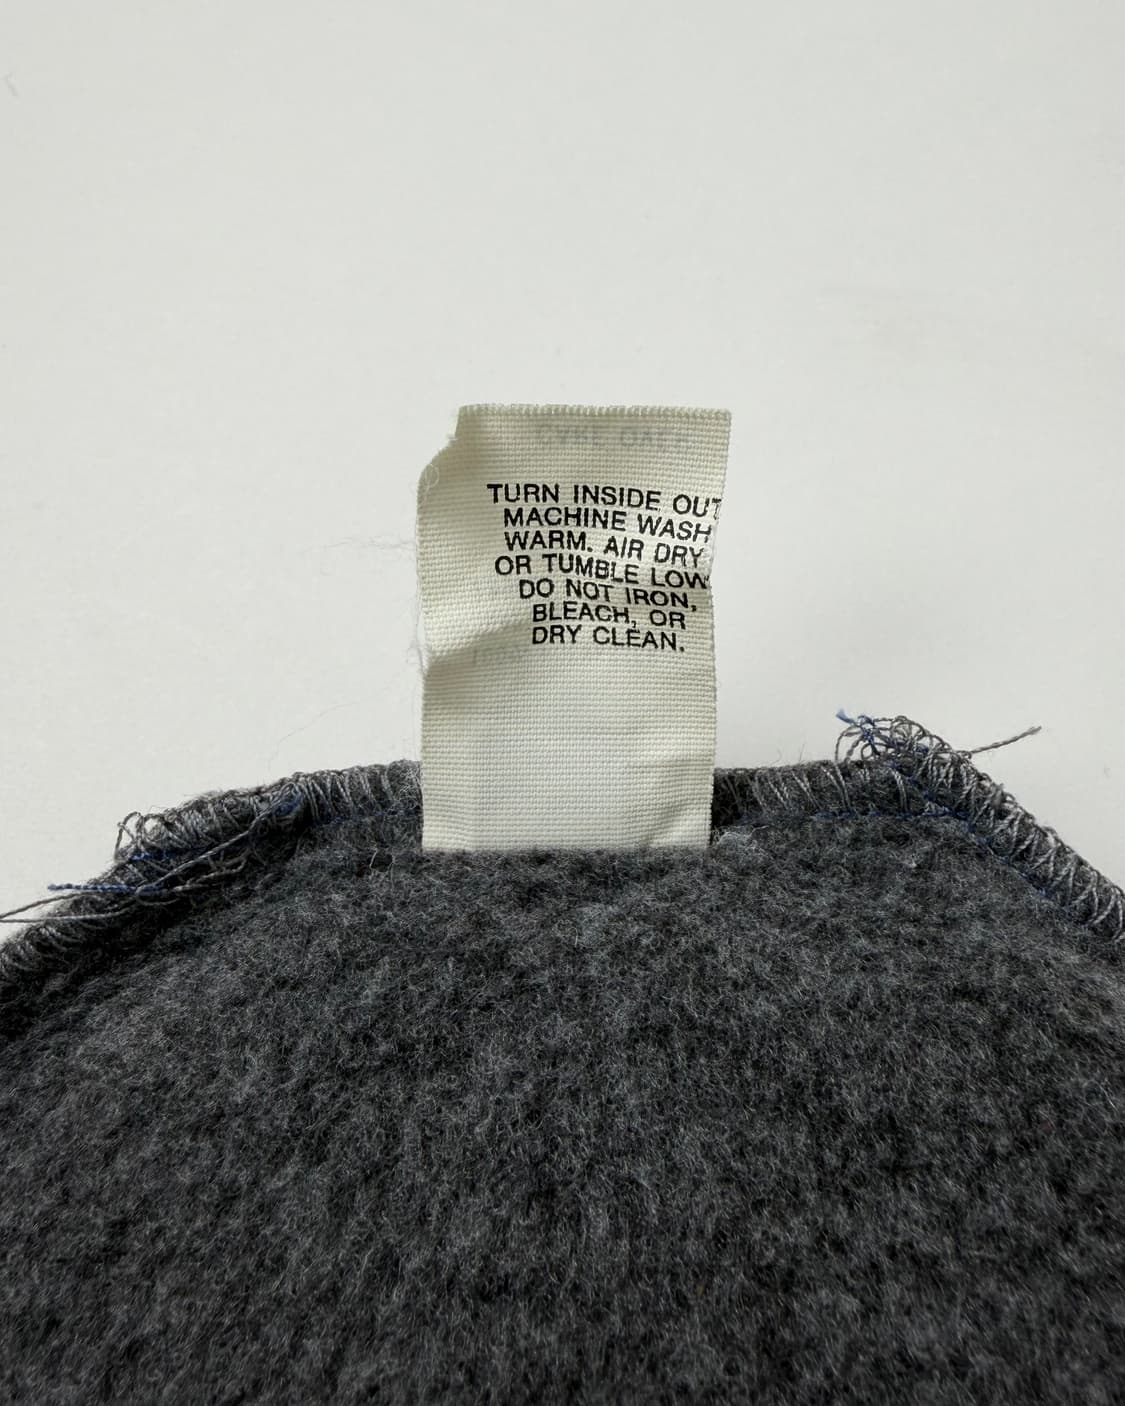 TURN INSIDE OUT
MACHINE WASH
WARM. AIR DRY
OR TUMBLE LOW.
DO NOT IRON,
BLEACH, OR
DRY CLEAN.